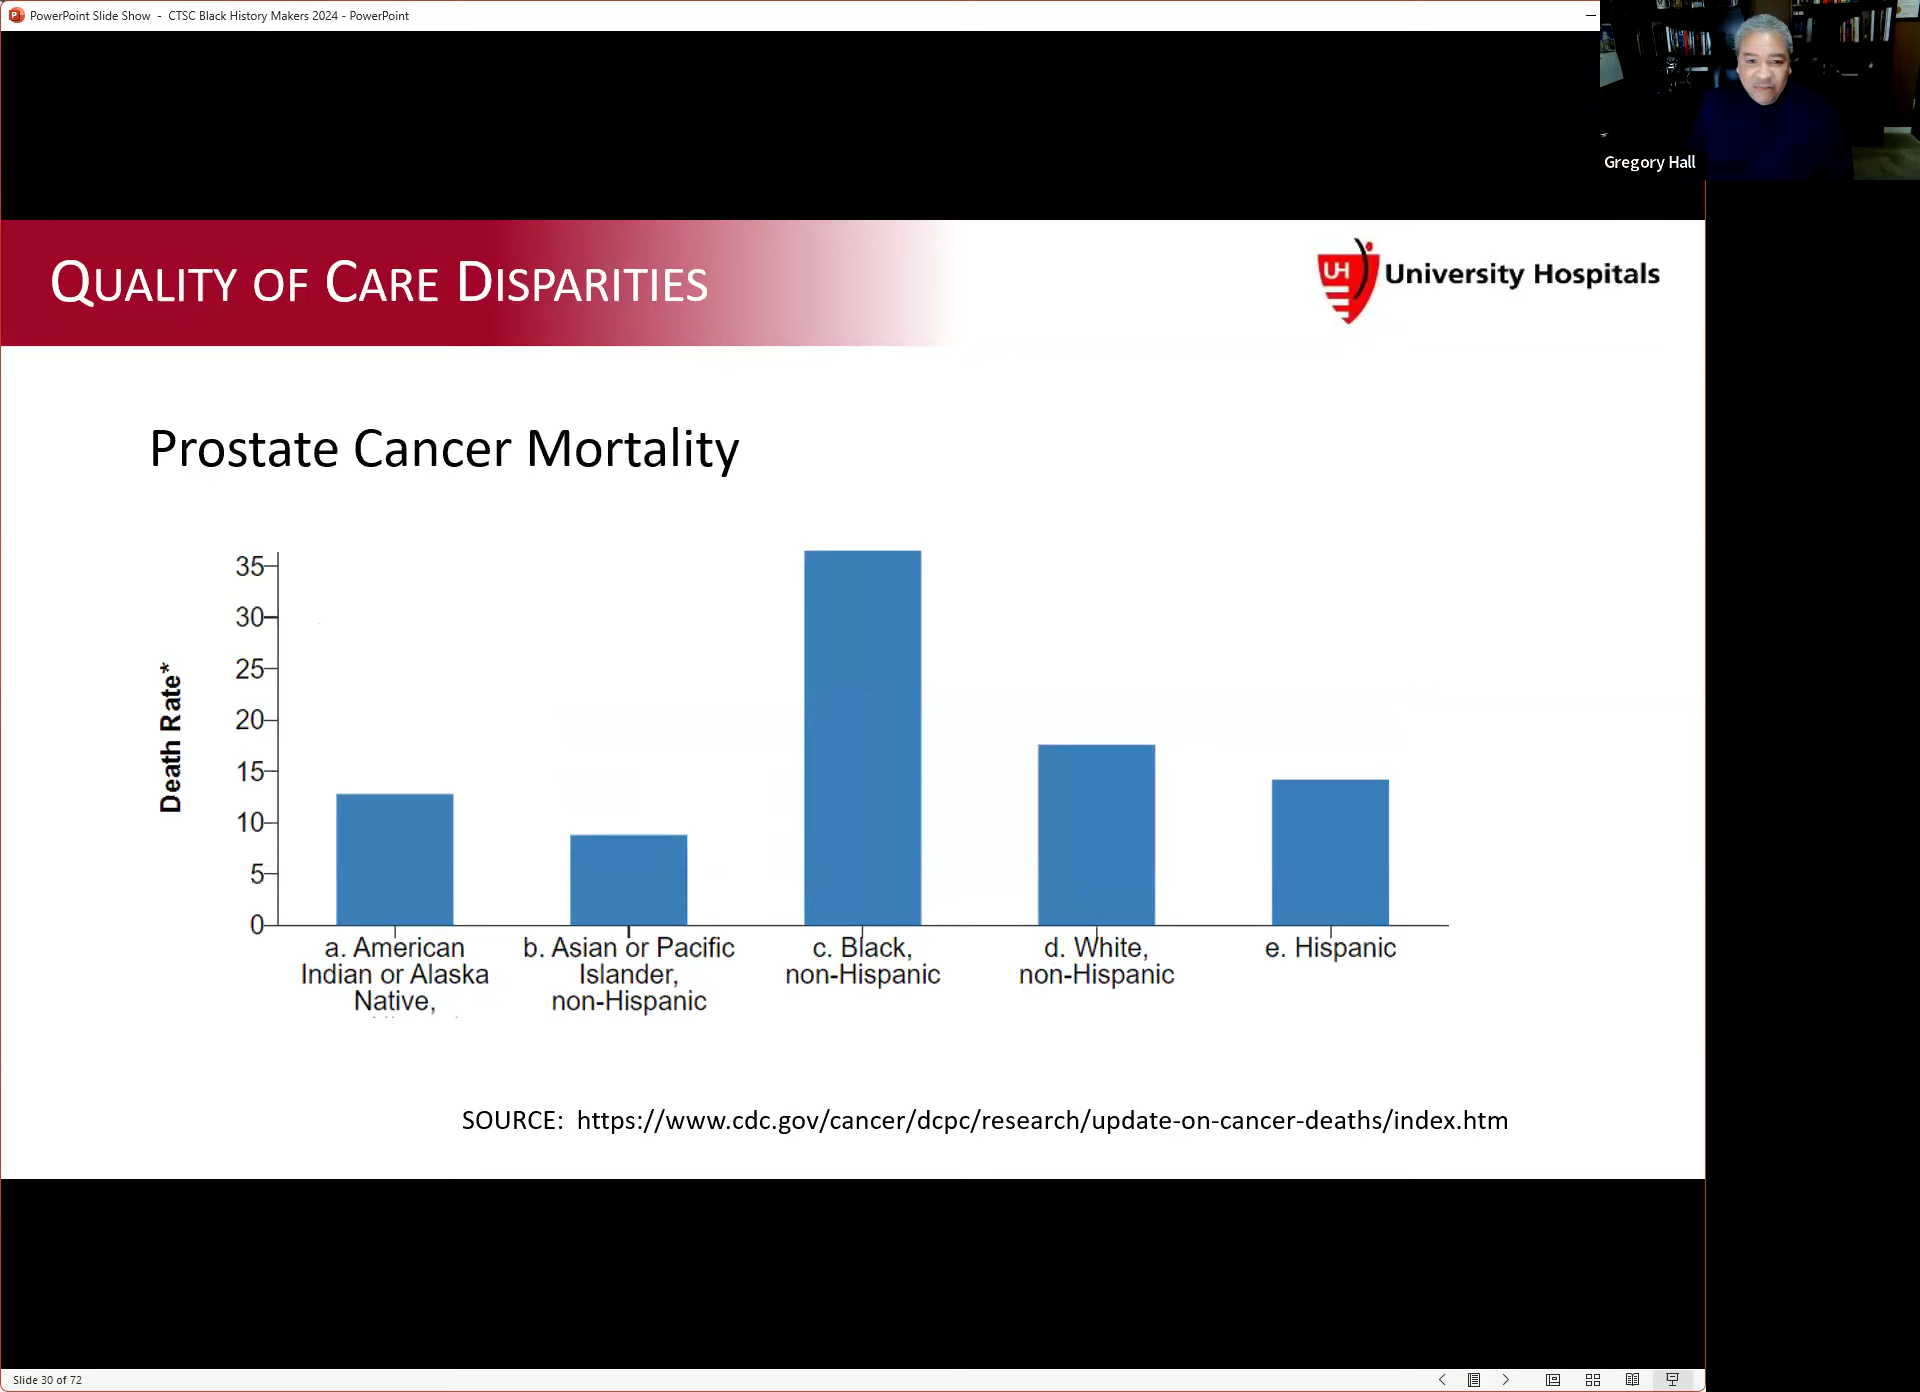 PowerPoint Slide Show - CTSC Black History Makers 2024 - PowerPoint
Gregory Hall
QUALITY OF CARE DISPARITIES
UH University Hospitals
Prostate Cancer Mortality
Death Rate*
35
30
25
20
15
10
5
0
a. American
Indian or Alaska
Native,
b. Asian or Pacific
Islander,
non-Hispanic
c. Black,
non-Hispanic
d. White,
non-Hispanic
e. Hispanic
SOURCE: https://www.cdc.gov/cancer/dcpc/research/update-on-cancer-deaths/index.htm
Slide 30 of 72